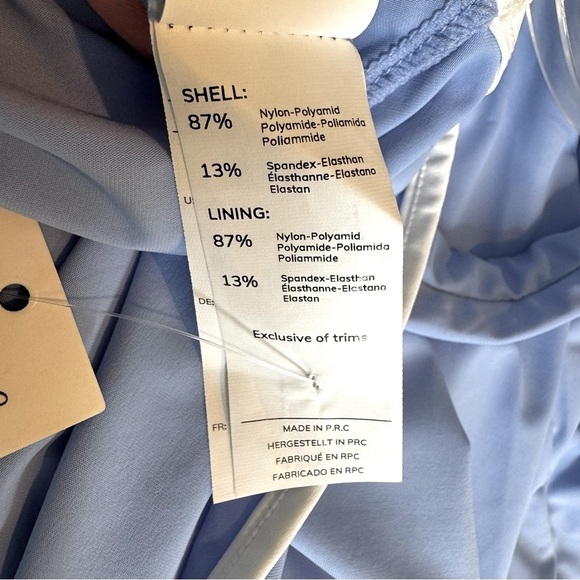 SHELL:
87% Nylon-Polyamid
Polyamide-Poliamida
Poliammide
13% Spandex-Elasthan
Élasthanne-Elastano
Elastan
U
LINING:
87% Nylon-Polyamid
Polyamide-Poliamida
Poliammide
13% Spandex-Elasthan
Élasthanne-Elastano
Elastan
DE:
Exclusive of trims
FR:
MADE IN P.R.C
HERGESTELLT IN PRC
FABRIQUÉ EN RPC
FABRICADO EN RPC